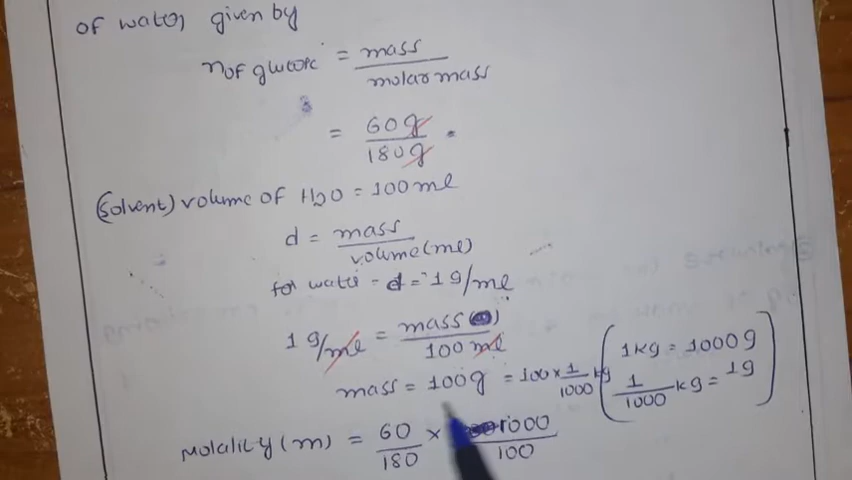 of water, given by
n of glucose = mass / molar mass
= 60g / 180g
(solvent) volume of H2O = 100 ml
d = mass / volume (ml)
for water - d = 1 g/ml
1 g/ml = mass / 100 ml
mass = 100g = 100 × 1/1000 kg
(1kg = 1000g
1/1000 kg = 1g)
Molality (m) = 60/180 × 1000/100